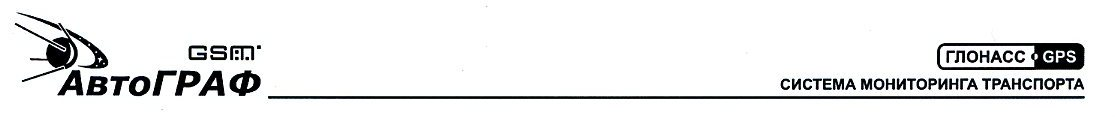 GSM
АвтоГРАФ
ГЛОНАСС GPS
СИСТЕМА МОНИТОРИНГА ТРАНСПОРТА